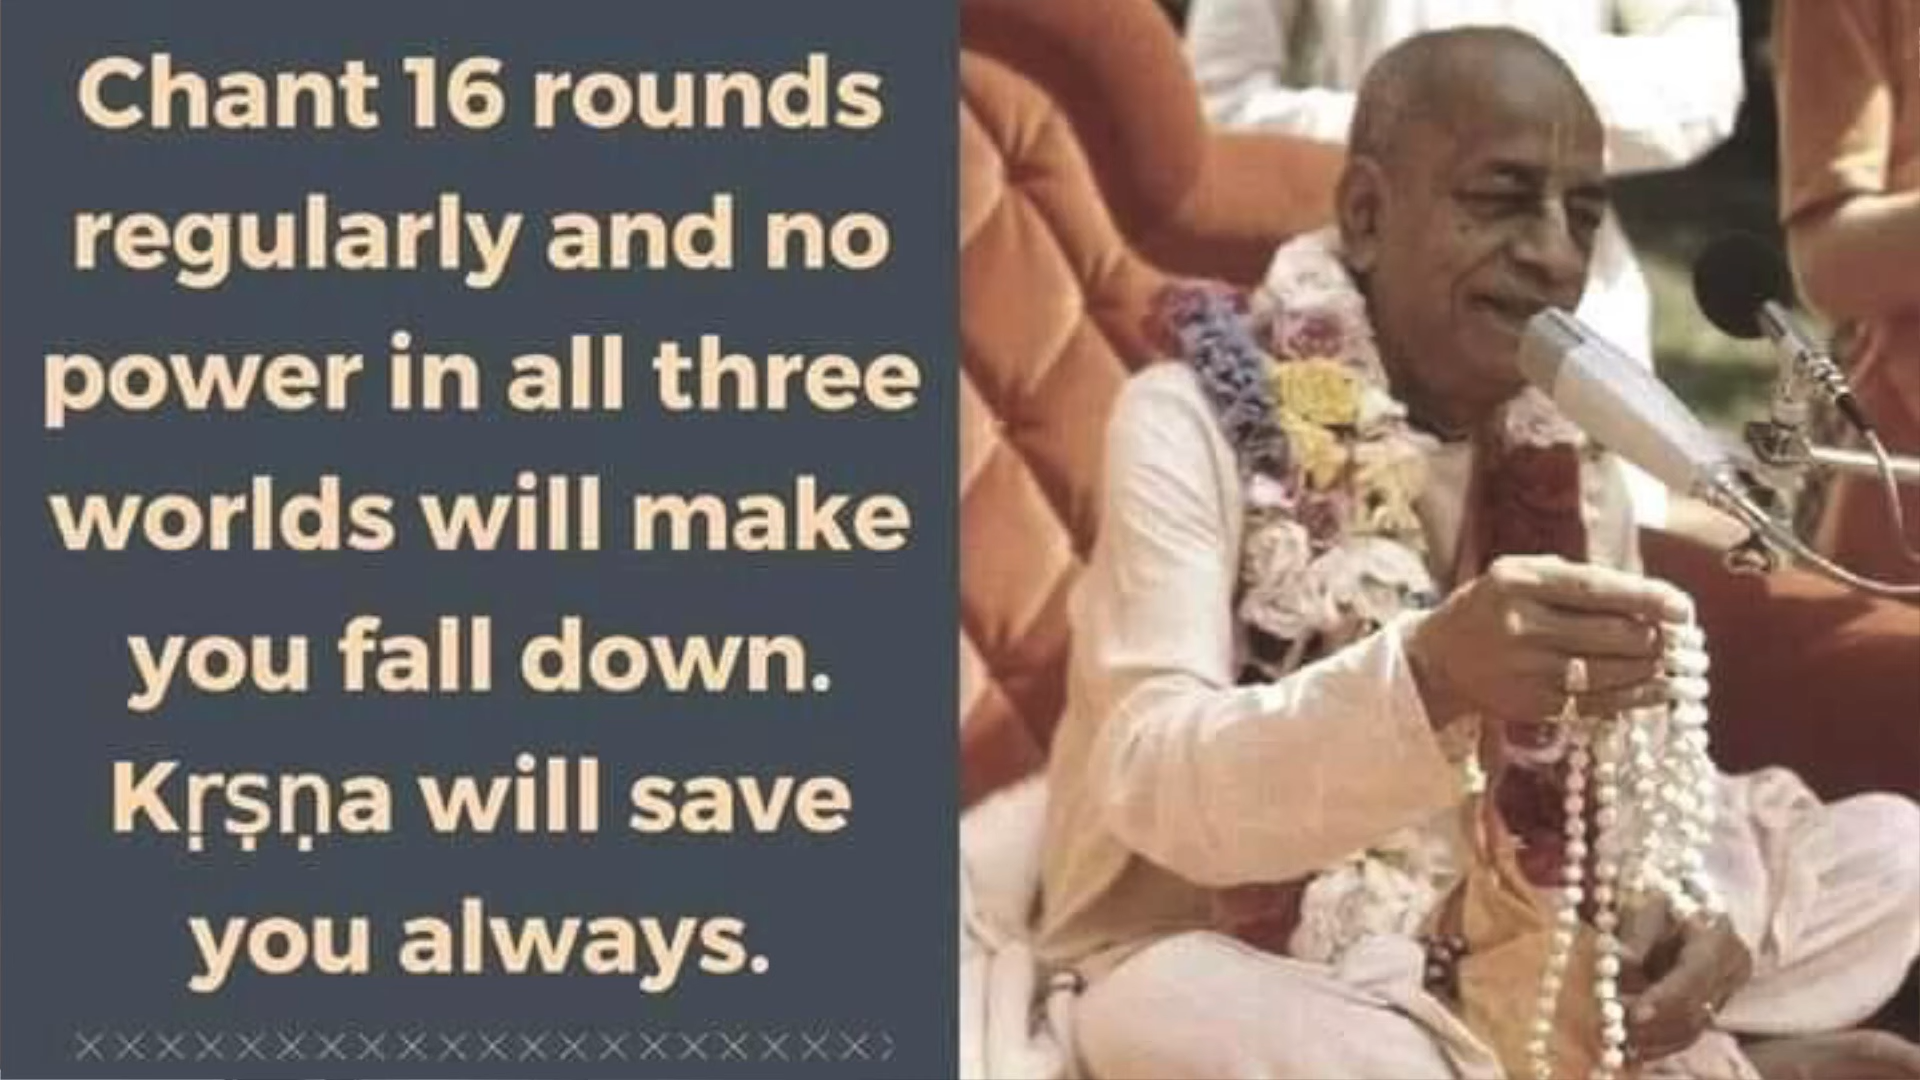 Chant 16 rounds
regularly and no
power in all three
worlds will make
you fall down.
Kṛṣṇa will save
you always.